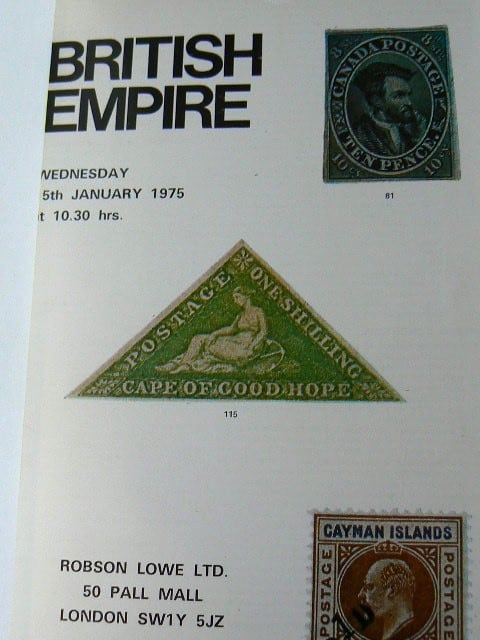 BRITISH
EMPIRE
WEDNESDAY
5th JANUARY 1975
t 10.30 hrs.
CANADA POSTAGE
TEN PENCE
81
POSTAGE
ONE SHILLING
CAPE OF GOOD HOPE
115
ROBSON LOWE LTD.
50 PALL MALL
LONDON SW1Y 5JZ
CAYMAN ISLANDS
POSTAGE
POSTAGE